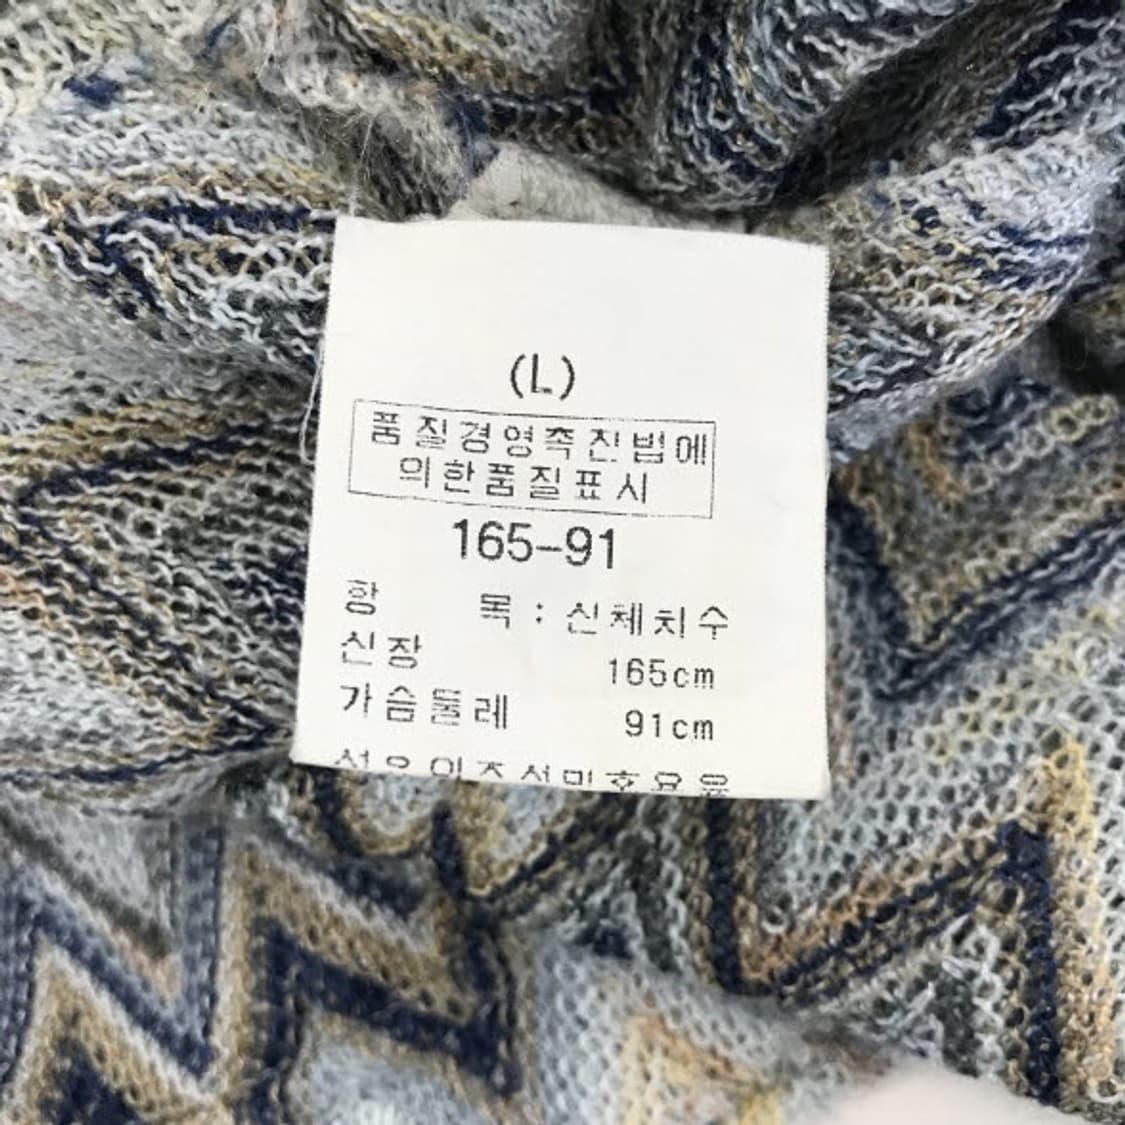 (L)
품질경영촉진법에
의한품질표시
165-91
항 목 : 신체치수
신장 165cm
가슴둘레 91cm